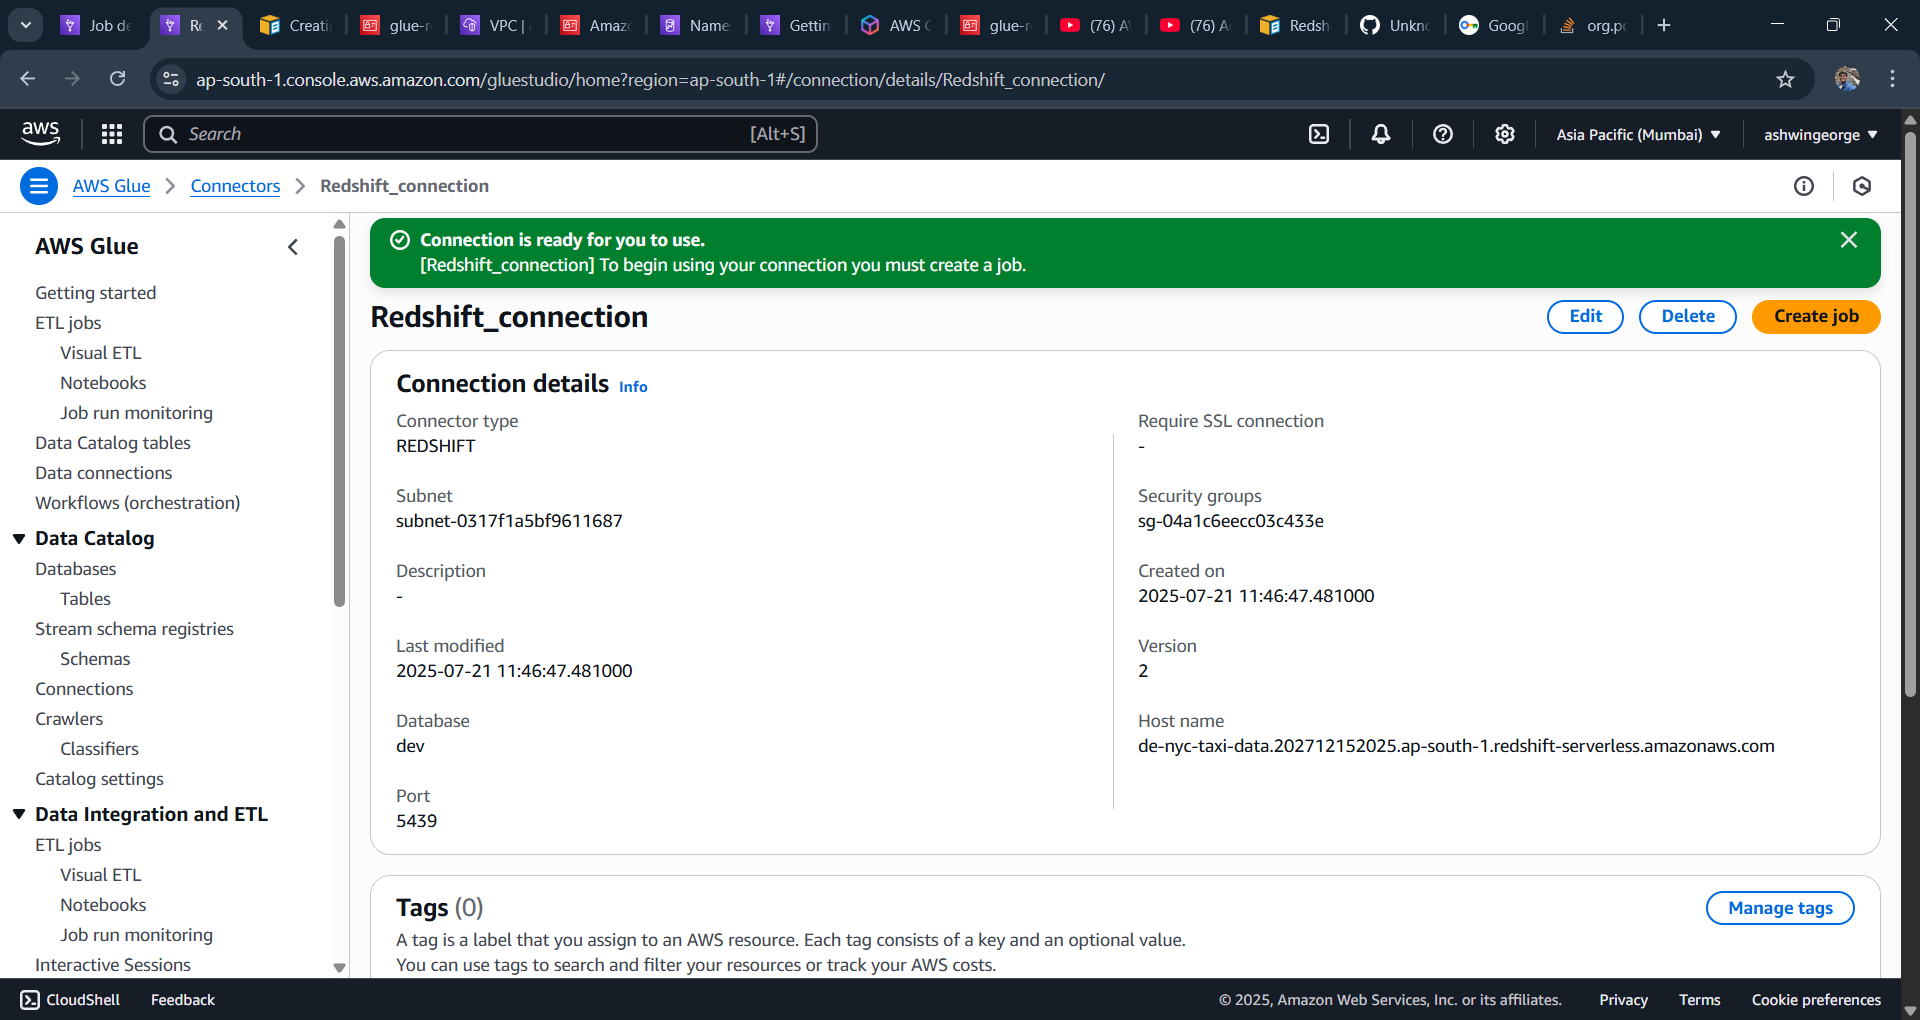 Job de
Re
Creati
glue-r
VPC |
Amaz
Name
Gettin
AWS G
glue-r
(76) A
(76) A
Redsh
Unkno
Googl
org.po
ap-south-1.console.aws.amazon.com/gluestudio/home?region=ap-south-1#/connection/details/Redshift_connection/
aws
Search
[Alt+S]
Asia Pacific (Mumbai)
ashwingeorge
AWS Glue
Connectors
Redshift_connection
AWS Glue
Getting started
ETL jobs
Visual ETL
Notebooks
Job run monitoring
Data Catalog tables
Data connections
Workflows (orchestration)
Data Catalog
Databases
Tables
Stream schema registries
Schemas
Connections
Crawlers
Classifiers
Catalog settings
Data Integration and ETL
ETL jobs
Visual ETL
Notebooks
Job run monitoring
Interactive Sessions
Connection is ready for you to use.
[Redshift_connection] To begin using your connection you must create a job.
Redshift_connection
Edit
Delete
Create job
Connection details Info
Connector type
REDSHIFT
Subnet
subnet-0317f1a5bf9611687
Description
-
Last modified
2025-07-21 11:46:47.481000
Database
dev
Port
5439
Require SSL connection
-
Security groups
sg-04a1c6eecc03c433e
Created on
2025-07-21 11:46:47.481000
Version
2
Host name
de-nyc-taxi-data.202712152025.ap-south-1.redshift-serverless.amazonaws.com
Tags (0)
Manage tags
A tag is a label that you assign to an AWS resource. Each tag consists of a key and an optional value.
You can use tags to search and filter your resources or track your AWS costs.
CloudShell
Feedback
© 2025, Amazon Web Services, Inc. or its affiliates.
Privacy
Terms
Cookie preferences